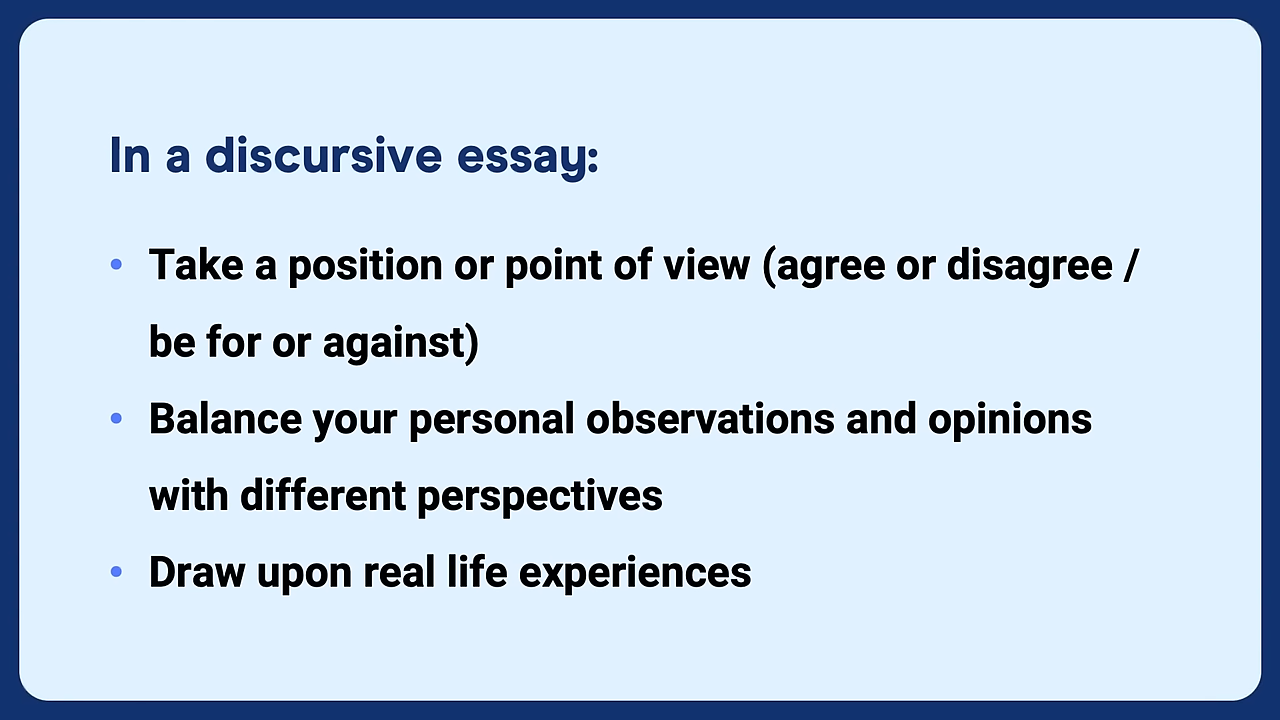 In a discursive essay:
• Take a position or point of view (agree or disagree /
be for or against)
• Balance your personal observations and opinions
with different perspectives
• Draw upon real life experiences